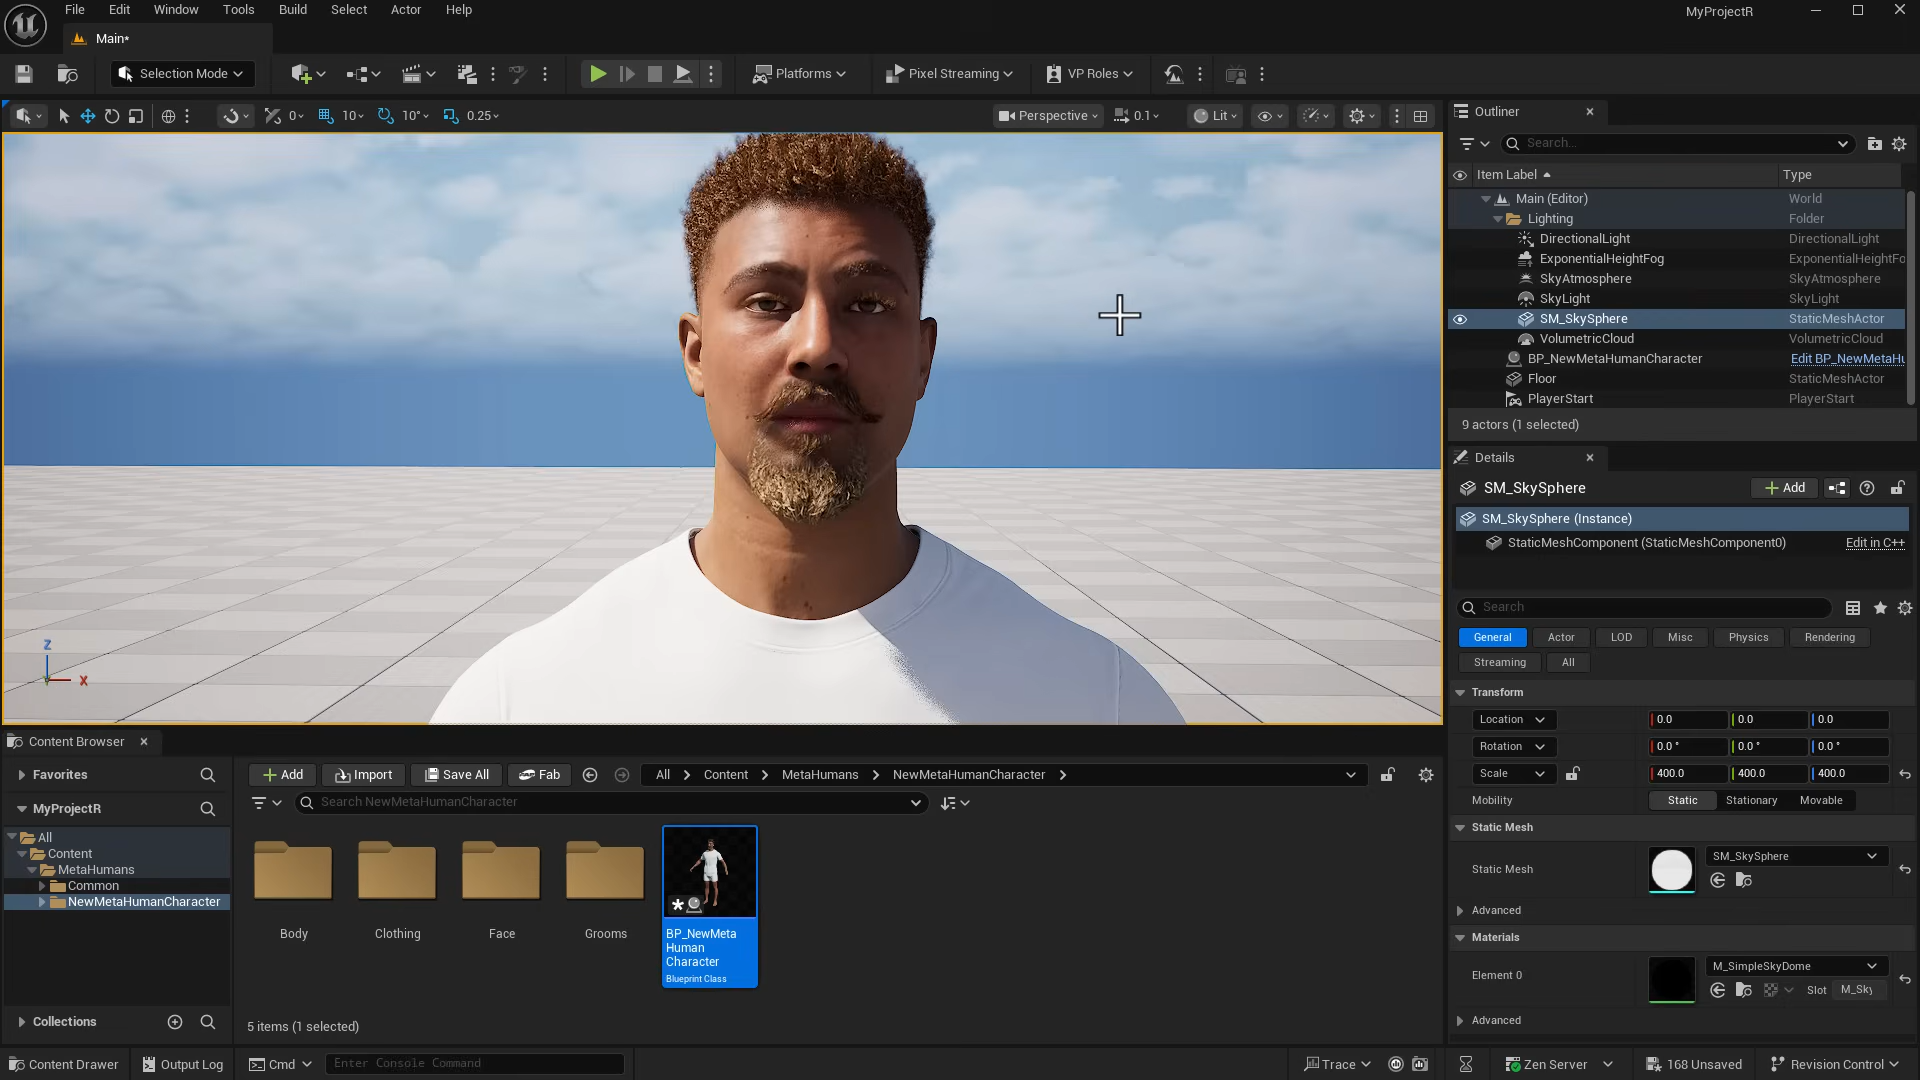 File Edit Window Tools Build Select Actor Help
MyProjectR
Main*
Selection Mode
Platforms
Pixel Streaming
VP Roles
0
10
10°
0.25
Perspective
0.1
Lit
Z
X
Outliner
Search...
Item Label Type
Main (Editor) World
Lighting Folder
DirectionalLight DirectionalLight
ExponentialHeightFog ExponentialHeightFo
SkyAtmosphere SkyAtmosphere
SkyLight SkyLight
SM_SkySphere StaticMeshActor
VolumetricCloud VolumetricCloud
BP_NewMetaHumanCharacter Edit BP_NewMetaHu
Floor StaticMeshActor
PlayerStart PlayerStart
9 actors (1 selected)
Details
SM_SkySphere
Add
SM_SkySphere (Instance)
StaticMeshComponent (StaticMeshComponent0) Edit in C++
Search
General Actor LOD Misc Physics Rendering
Streaming All
Transform
Location 0.0 0.0 0.0
Rotation 0.0 ° 0.0 ° 0.0 °
Scale 400.0 400.0 400.0
Mobility Static Stationary Movable
Static Mesh
Static Mesh SM_SkySphere
Advanced
Materials
Element 0 M_SimpleSkyDome
Slot M_Sky
Advanced
Content Browser
Favorites
MyProjectR
All
Content
MetaHumans
Common
NewMetaHumanCharacter
Collections
Add Import Save All Fab All Content MetaHumans NewMetaHumanCharacter
Search NewMetaHumanCharacter
Body
Clothing
Face
Grooms
BP_NewMeta
Human
Character
Blueprint Class
5 items (1 selected)
Content Drawer Output Log Cmd Enter Console Command Trace Zen Server 168 Unsaved Revision Control